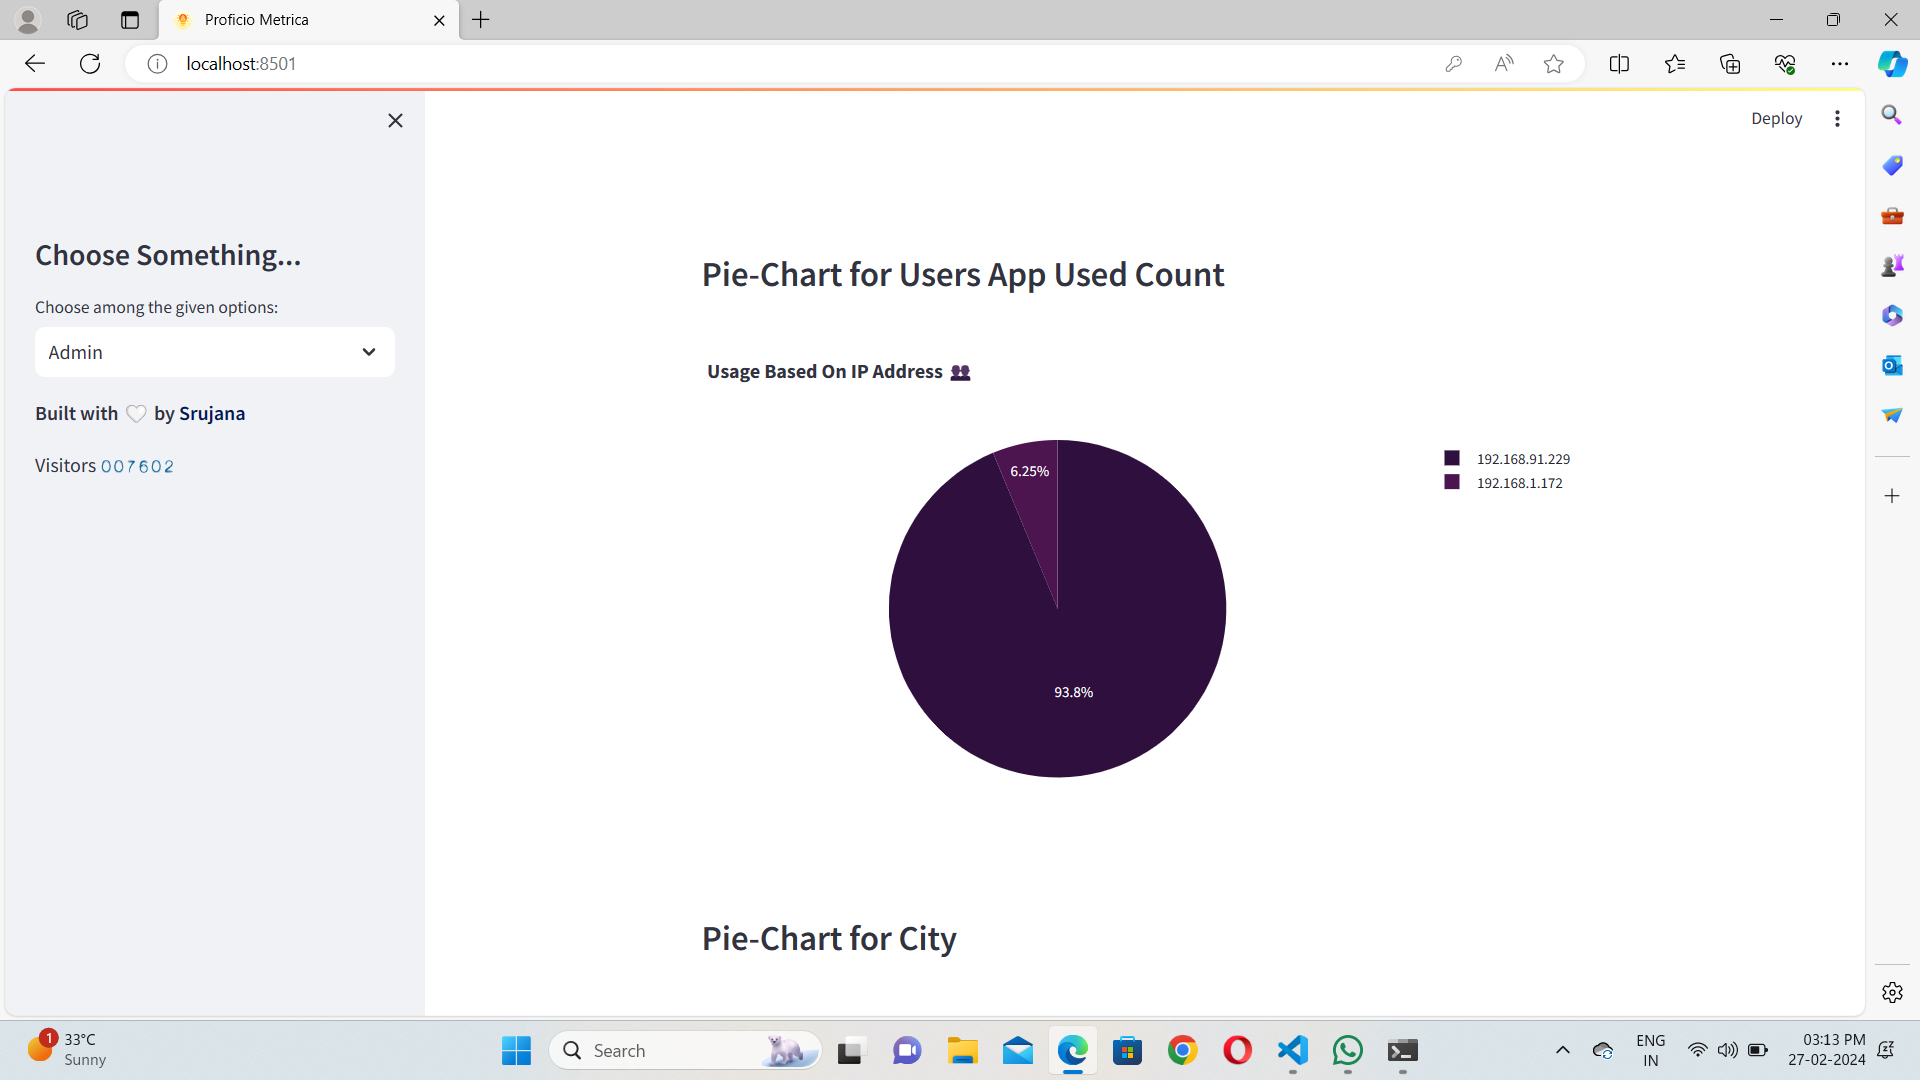 Proficio Metrica
localhost:8501
Deploy
Choose Something...
Choose among the given options:
Admin
Built with 🤍 by Srujana
Visitors 007602
Pie-Chart for Users App Used Count
Usage Based On IP Address 👥
6.25%
93.8%
192.168.91.229
192.168.1.172
Pie-Chart for City
1
33°C
Sunny
Search
ENG
IN
03:13 PM
27-02-2024